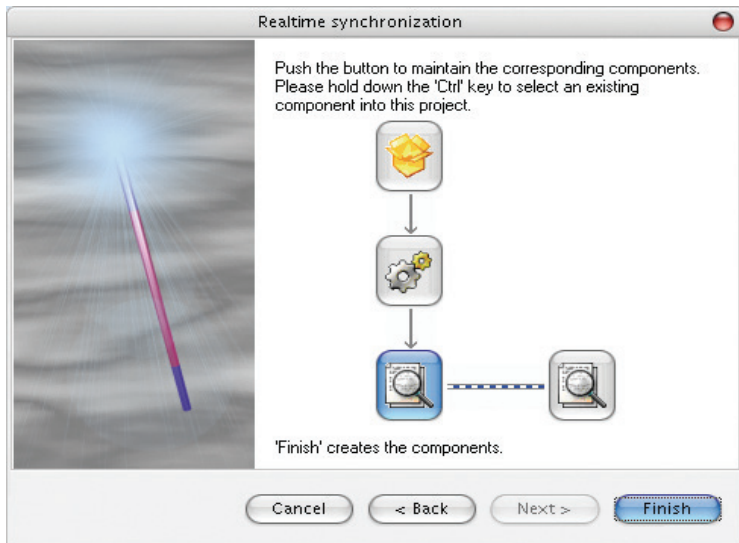 Realtime synchronization
Push the button to maintain the corresponding components.
Please hold down the 'Ctrl' key to select an existing
component into this project.
'Finish' creates the components.
Cancel
< Back
Next >
Finish